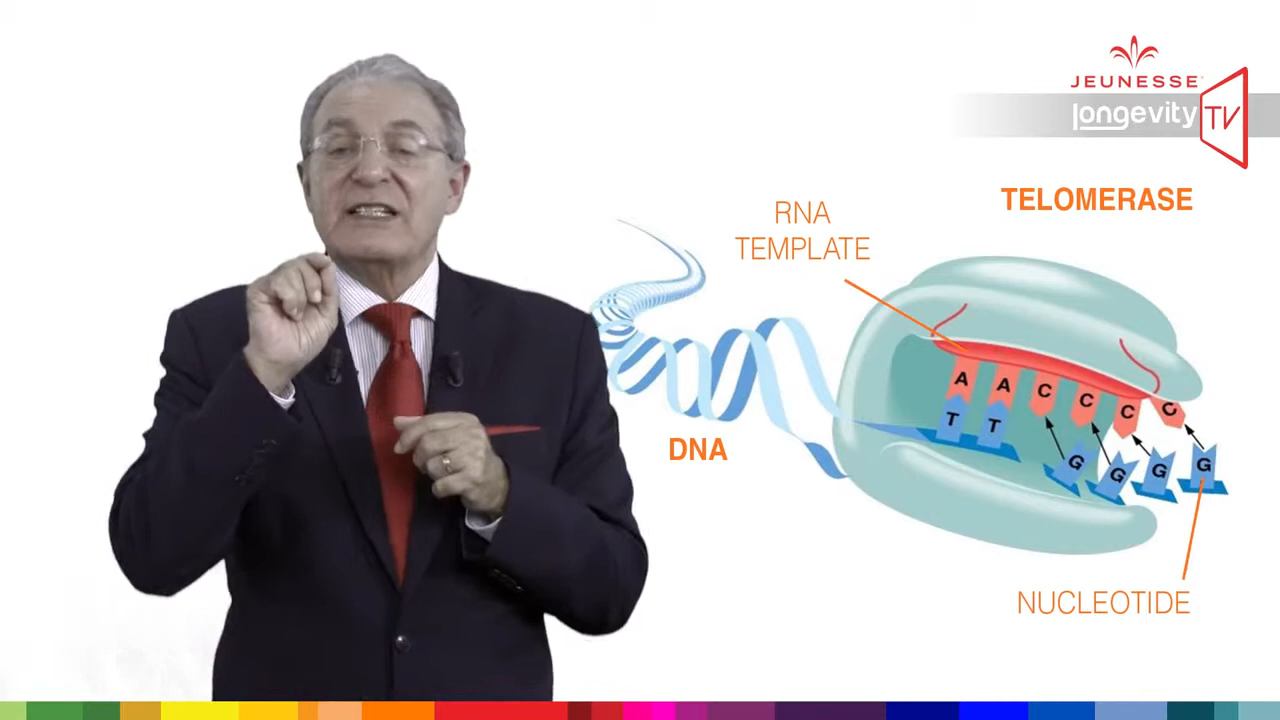 JEUNESSE
longevity TV
TELOMERASE
RNA
TEMPLATE
A A C C C C
T T
G G G G
DNA
NUCLEOTIDE